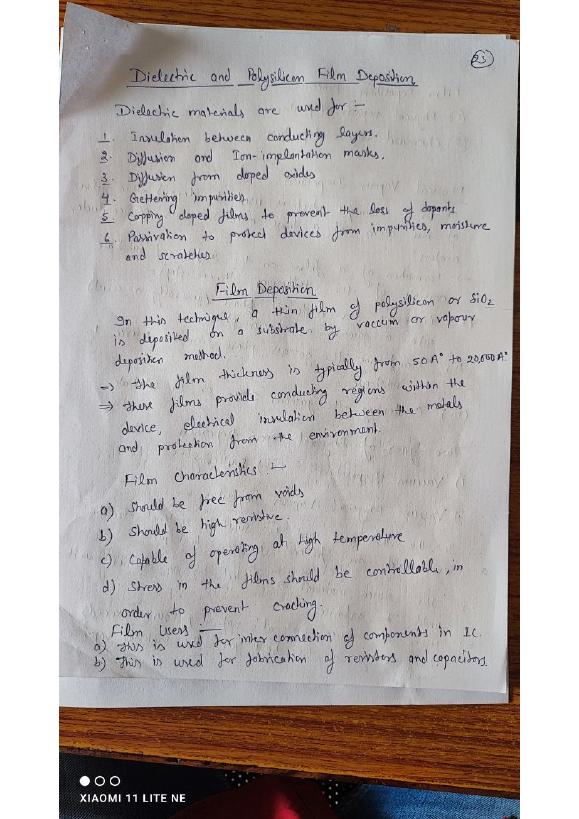 23
Dielectric and Polysilicon Film Deposition
Dielectric materials are used for :-
1. Insulation between conducting layers.
2. Diffusion and Ion-implantation masks.
3. Diffusion from doped oxides
4. Gettering impurities
5. Capping doped films to prevent the loss of dopants
6. Passivation to protect devices from impurities, moisture
and scratches.
Film Deposition
In this technique, a thin film of polysilicon or SiO2
is deposited on a substrate by vaccum or vapour
deposition method.
⇒ The film thickness is typically from 50A° to 20,000A°
⇒ These films provide conducting regions within the
device, electrical insulation between the metals
and protection from the environment.
Film Characteristics :-
a) Should be free from voids
b) Should be high resistive.
c) Capable of operating at high temperature
d) Stress in the films should be controllable, in
order to prevent cracking.
Film Uses :-
a) This is used for inter connection of components in IC.
b) This is used for fabrication of resistors and capacitors.
XIAOMI 11 LITE NE